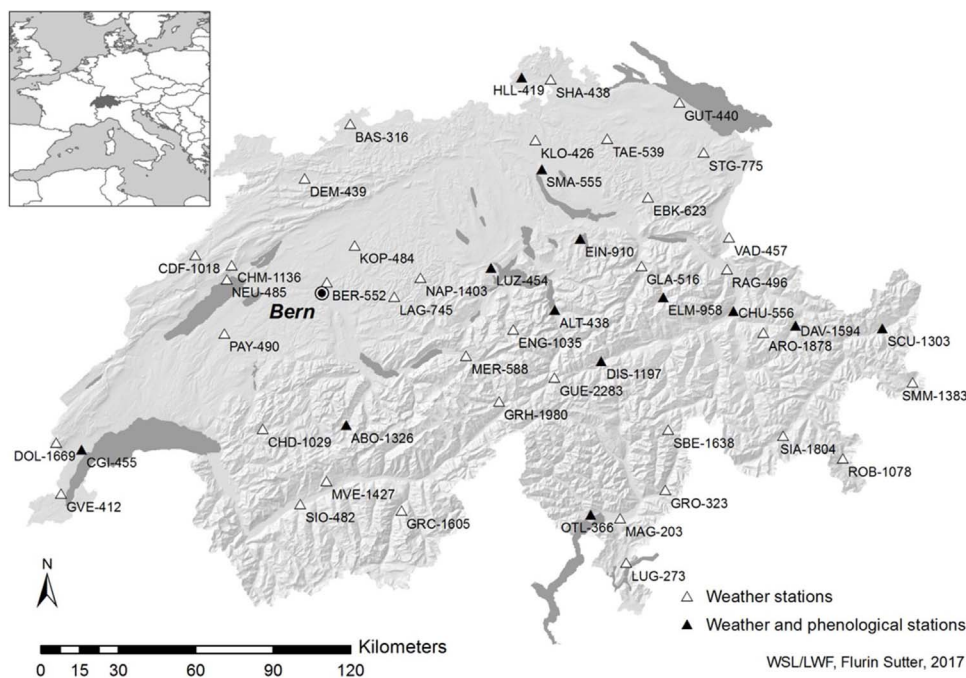 HLL-419
SHA-438
GUT-440
BAS-316
KLO-426
TAE-539
STG-775
SMA-555
DEM-439
EBK-623
VAD-457
EIN-910
KOP-484
CDF-1018
CHM-1136
GLA-516
RAG-496
LUZ-454
NEU-485
NAP-1403
BER-552
Bern
LAG-745
ELM-958
CHU-556
ALT-438
DAV-1594
SCU-1303
ENG-1035
ARO-1878
PAY-490
MER-588
DIS-1197
GUE-2283
SMM-1383
GRH-1980
CHD-1029
ABO-1326
SBE-1638
SIA-1804
DOL-1669
CGI-455
ROB-1078
MVE-1427
GVE-412
GRO-323
SIO-482
GRC-1605
OTL-366
MAG-203
LUG-273
N
Weather stations
Weather and phenological stations
Kilometers
0 15 30 60 90 120
WSL/LWF, Flurin Sutter, 2017